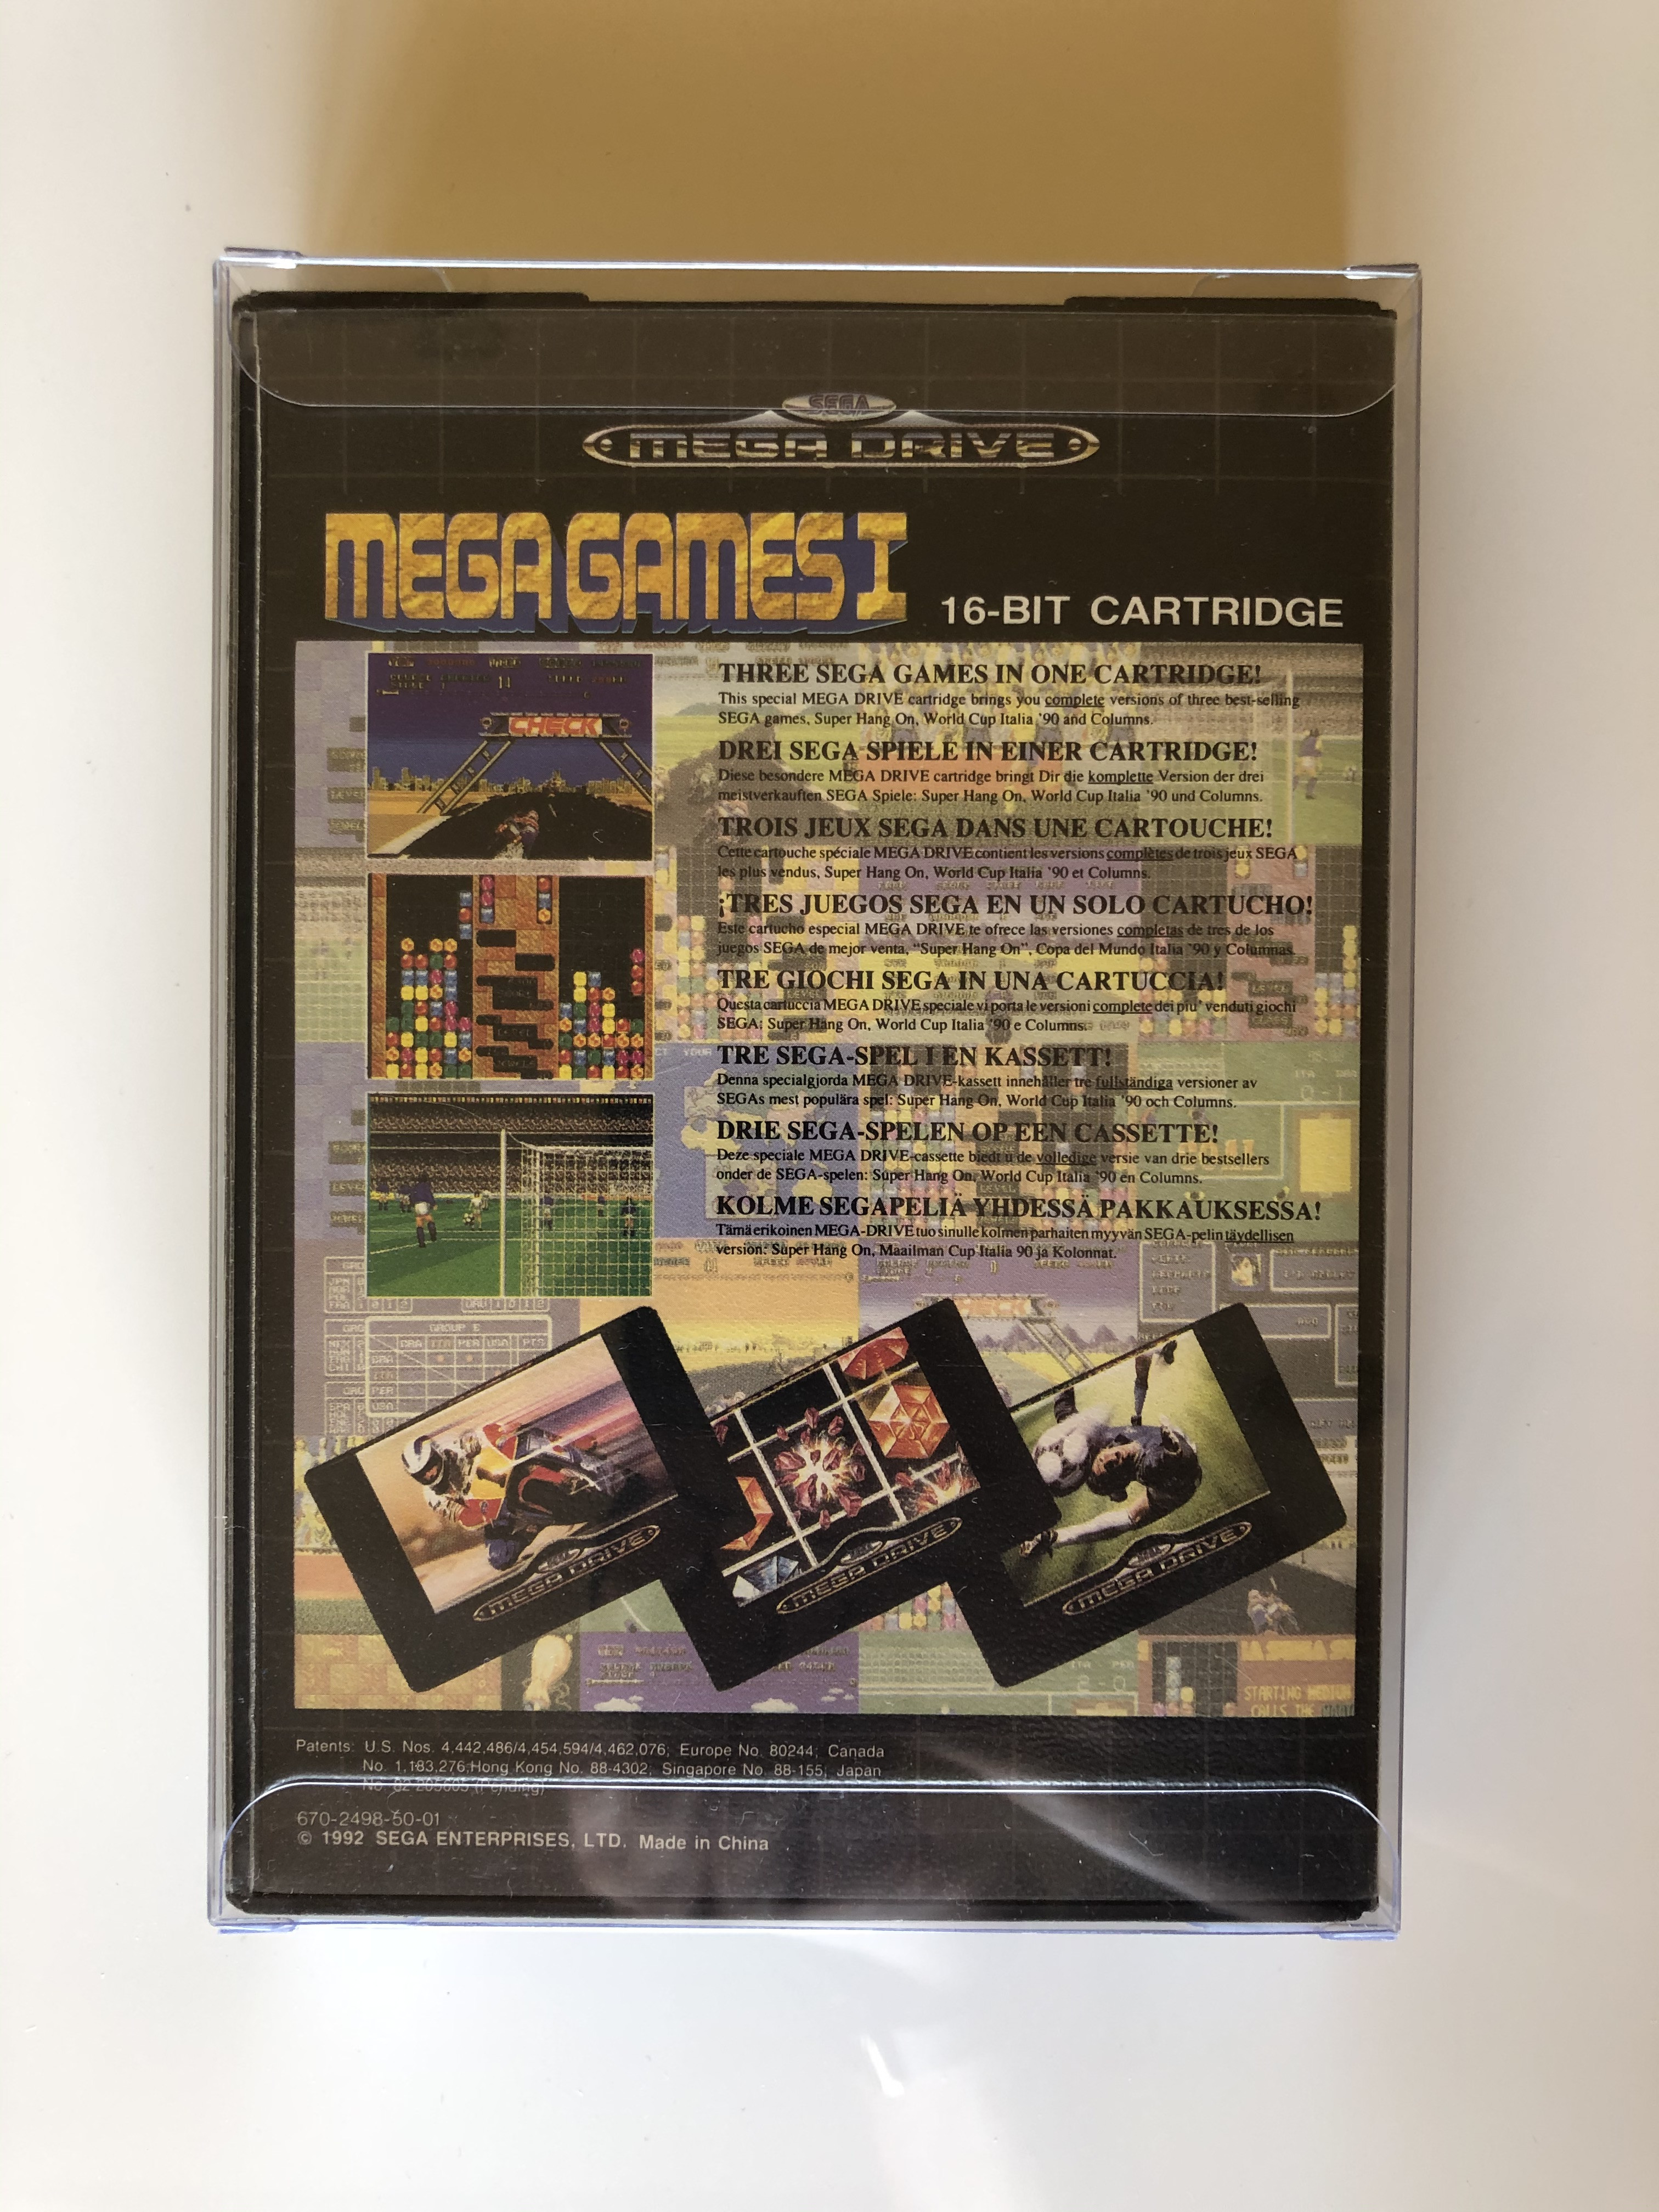 SEGA
MEGA DRIVE
MEGA GAMES I
16-BIT CARTRIDGE
CHECK
THREE SEGA GAMES IN ONE CARTRIDGE!
This special MEGA DRIVE cartridge brings you complete versions of three best-selling
SEGA games, Super Hang On, World Cup Italia '90 and Columns.
DREI SEGA SPIELE IN EINER CARTRIDGE!
Diese besondere MEGA DRIVE cartridge bringt Dir die komplette Version der drei
meistverkauften SEGA Spiele: Super Hang On, World Cup Italia '90 und Columns.
TROIS JEUX SEGA DANS UNE CARTOUCHE!
Cette cartouche spéciale MEGA DRIVE contient les versions complètes de trois jeux SEGA
les plus vendus, Super Hang On, World Cup Italia '90 et Columns.
¡TRES JUEGOS SEGA EN UN SOLO CARTUCHO!
Este cartucho especial MEGA DRIVE te ofrece las versiones completas de tres de los
juegos SEGA de mejor venta, "Super Hang On", Copa del Mundo Italia '90 y Columnas.
TRE GIOCHI SEGA IN UNA CARTUCCIA!
Questa cartuccia MEGA DRIVE speciale vi porta le versioni complete dei piu' venduti giochi
SEGA: Super Hang On, World Cup Italia '90 e Columns.
TRE SEGA-SPEL I EN KASSETT!
Denna specialgjorda MEGA DRIVE-kassett innehåller tre fullständiga versioner av
SEGAs mest populära spel: Super Hang On, World Cup Italia '90 och Columns.
DRIE SEGA-SPELEN OP EEN CASSETTE!
Deze speciale MEGA DRIVE-cassette biedt u de volledige versie van drie bestsellers
onder de SEGA-spelen: Super Hang On, World Cup Italia '90 en Columns.
KOLME SEGAPELIÄ YHDESSÄ PAKKAUKSESSA!
Tämä erikoinen MEGA-DRIVE tuo sinulle kolmen parhaiten myyvän SEGA-pelin täydellisen
version: Super Hang On, Maailman Cup Italia 90 ja Kolonnat.
GROUP E
MEGA DRIVE
MEGA DRIVE
MEGA DRIVE
STARTING MEDIUM
CALLS THE
Patents: U.S. Nos. 4,442,486/4,454,594/4,462,076; Europe No. 80244; Canada
No. 1,183,276;Hong Kong No. 88-4302; Singapore No. 88-155; Japan
No. 82-205605 (Pending)
670-2498-50-01
© 1992 SEGA ENTERPRISES, LTD. Made in China